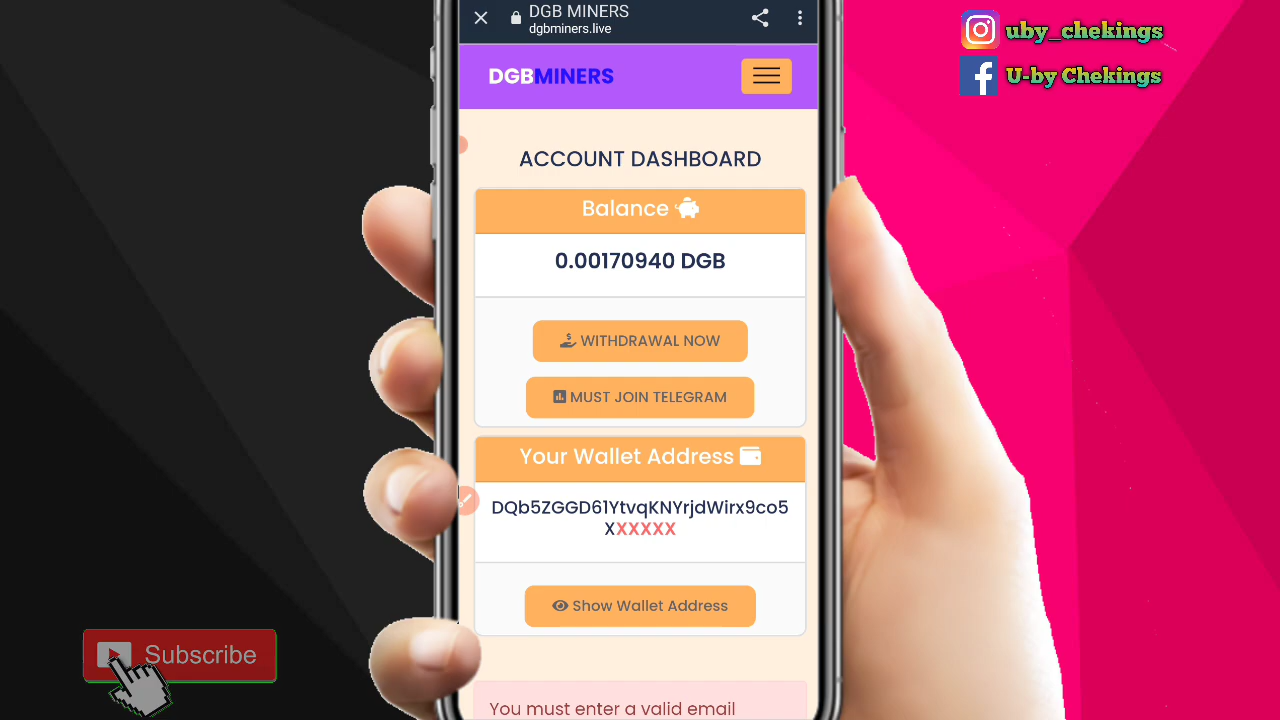 DGB MINERS
dgbminers.live
uby_chekings
U-by Chekings
DGBMINERS
ACCOUNT DASHBOARD
Balance
0.00170940 DGB
WITHDRAWAL NOW
MUST JOIN TELEGRAM
Your Wallet Address
DQb5ZGGD61YtvqKNYrjdWirx9co5
XXXXXX
Show Wallet Address
You must enter a valid email
Subscribe